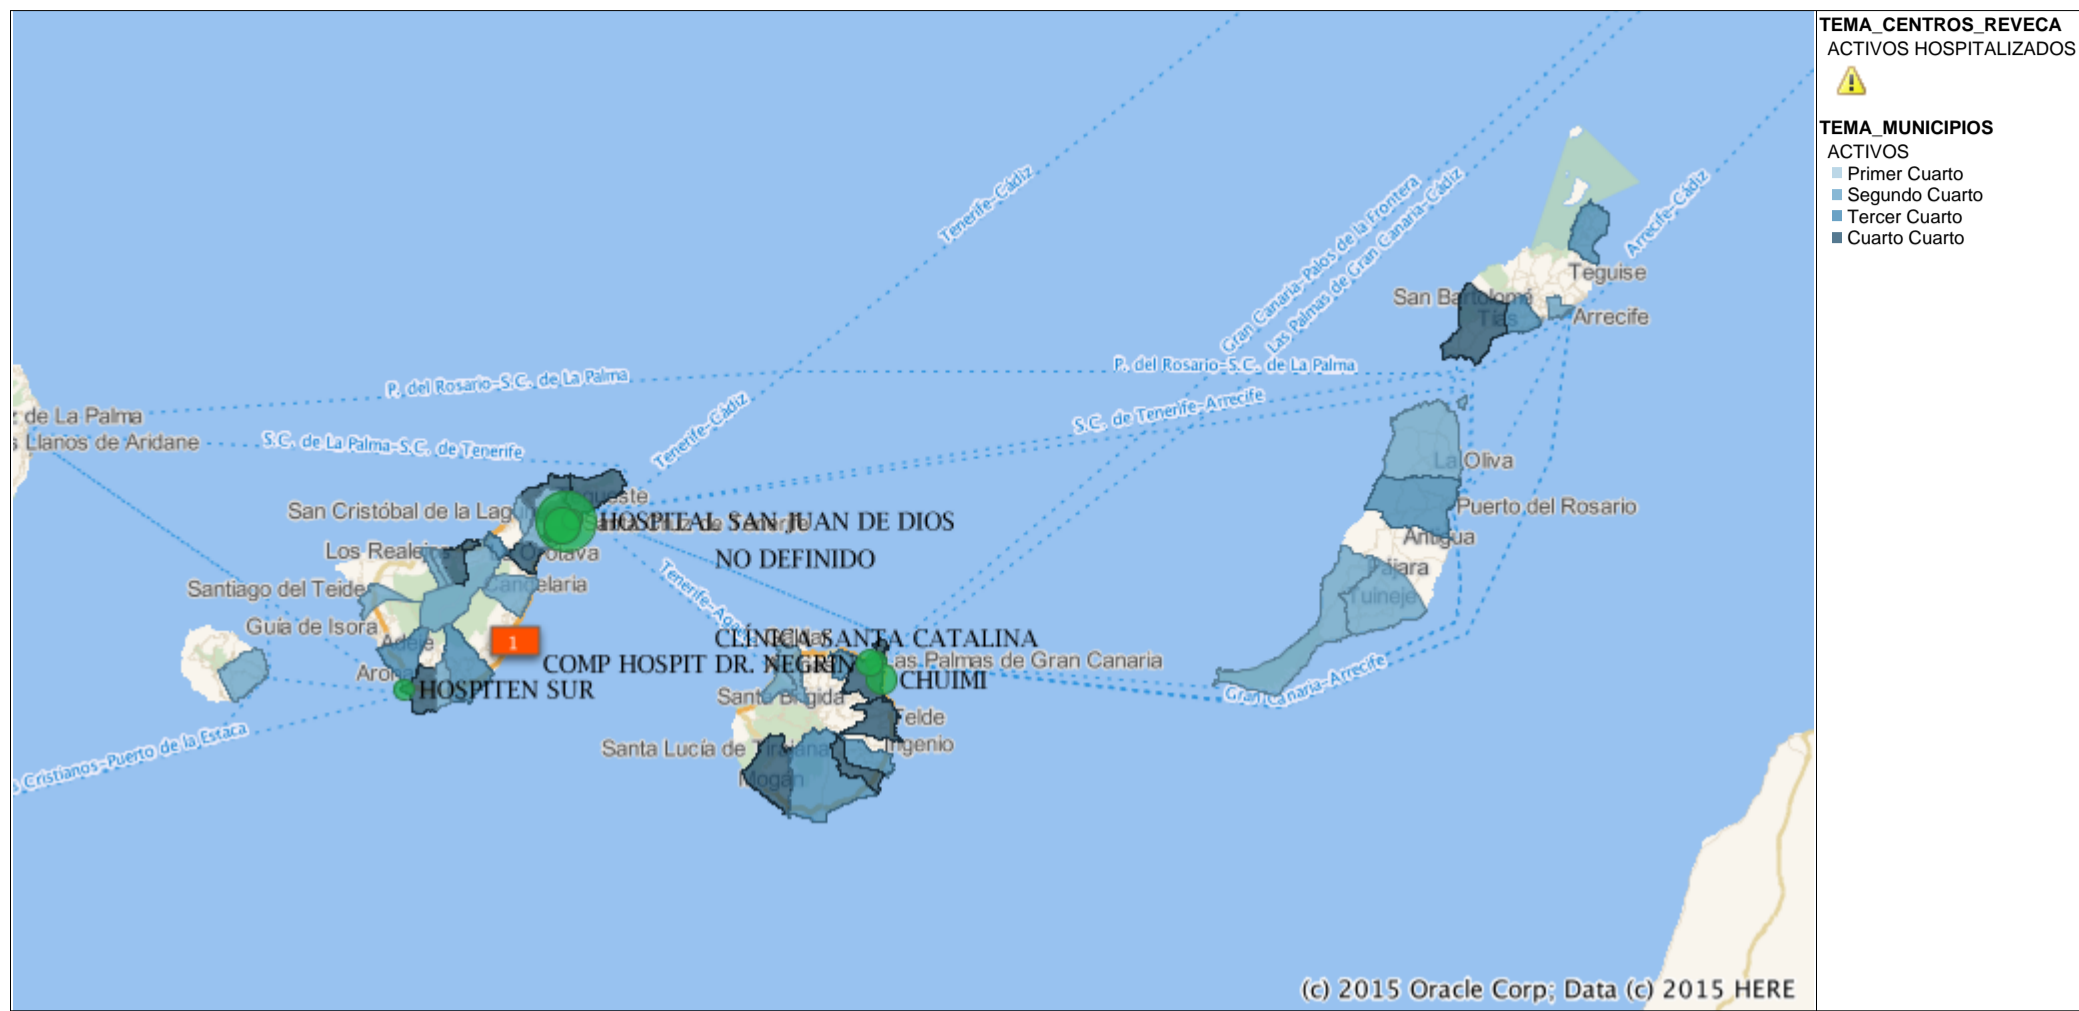 TEMA_CENTROS_REVECA
ACTIVOS HOSPITALIZADOS
TEMA_MUNICIPIOS
ACTIVOS
Primer Cuarto
Segundo Cuarto
Tercer Cuarto
Cuarto Cuarto
Tenerife-Cádiz
Gran Canaria-Palos de la Frontera
Las Palmas de Gran Canaria-Cádiz
Arrecife-Cádiz
Teguise
San Bartolomé
Tías
Arrecife
P. del Rosario-S.C. de La Palma
P. del Rosario-S.C. de La Palma
S.C. de Tenerife-Arrecife
Tenerife-Cádiz
de La Palma
Llanos de Aridane
S.C. de La Palma-S.C. de Tenerife
La Oliva
Puerto del Rosario
Antigua
Pájara
Tuineje
San Cristóbal de la
HOSPITAL SAN JUAN DE DIOS
NO DEFINIDO
Los
Candelaria
Santiago del Teide
Guía de Isora
Adeje
1
HOSPITEN SUR
CLÍNICA SANTA CATALINA
COMP HOSPIT DR. NEGRIN
as Palmas de Gran Canaria
CHUIMI
Santa Brígida
Telde
Ingenio
Santa Lucía de Tirajana
Mogán
Gran Canaria-Arrecife
Cristianos-Puerto de la Estaca
(c) 2015 Oracle Corp; Data (c) 2015 HERE